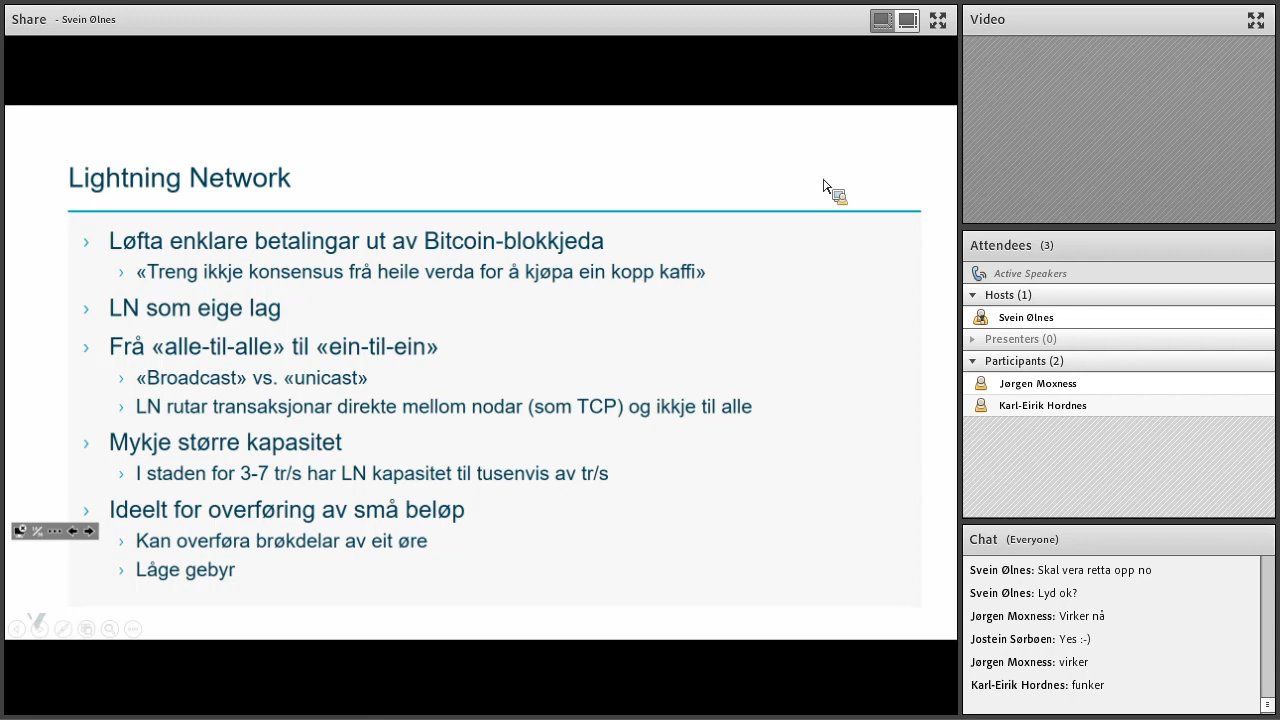 Share - Svein Ølnes
Lightning Network
› Løfta enklare betalingar ut av Bitcoin-blokkjeda
› «Treng ikkje konsensus frå heile verda for å kjøpa ein kopp kaffi»
› LN som eige lag
› Frå «alle-til-alle» til «ein-til-ein»
› «Broadcast» vs. «unicast»
› LN rutar transaksjonar direkte mellom nodar (som TCP) og ikkje til alle
› Mykje større kapasitet
› I staden for 3-7 tr/s har LN kapasitet til tusenvis av tr/s
› Ideelt for overføring av små beløp
› Kan overføra brøkdelar av eit øre
› Låge gebyr
Video
Attendees (3)
Active Speakers
Hosts (1)
Svein Ølnes
Presenters (0)
Participants (2)
Jørgen Moxness
Karl-Eirik Hordnes
Chat (Everyone)
Svein Ølnes: Skal vera retta opp no
Svein Ølnes: Lyd ok?
Jørgen Moxness: Virker nå
Jostein Sørbøen: Yes :-)
Jørgen Moxness: virker
Karl-Eirik Hordnes: funker